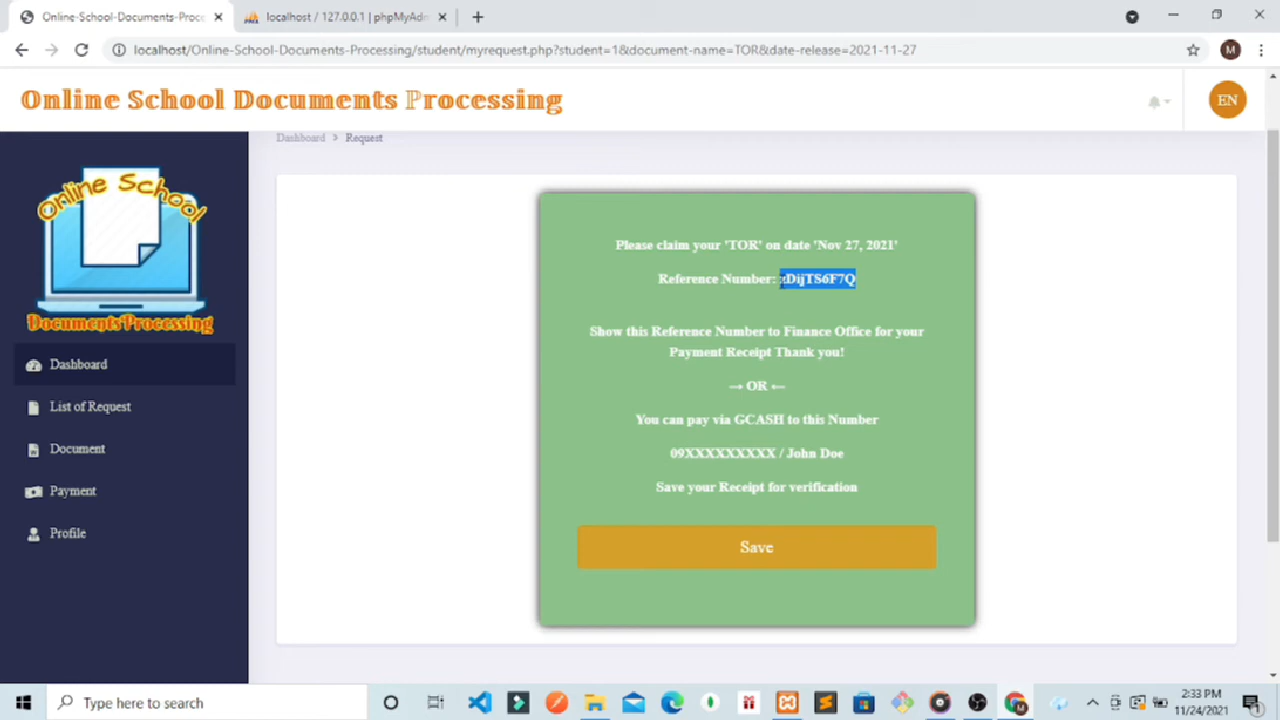 Online-School-Documents-Proce
localhost / 127.0.0.1 | phpMyAdm
localhost/Online-School-Documents-Processing/student/myrequest.php?student=1&document-name=TOR&date-release=2021-11-27
M
Online School Documents Processing
EN
Dashboard > Request
Online School
DocumentsProcessing
Dashboard
List of Request
Document
Payment
Profile
Please claim your 'TOR' on date 'Nov 27, 2021'
Reference Number:
Show this Reference Number to Finance Office for your
Payment Receipt Thank you!
→ OR ←
You can pay via GCASH to this Number
09XXXXXXXXX / John Doe
Save your Receipt for verification
Save
Type here to search
2:33 PM
11/24/2021